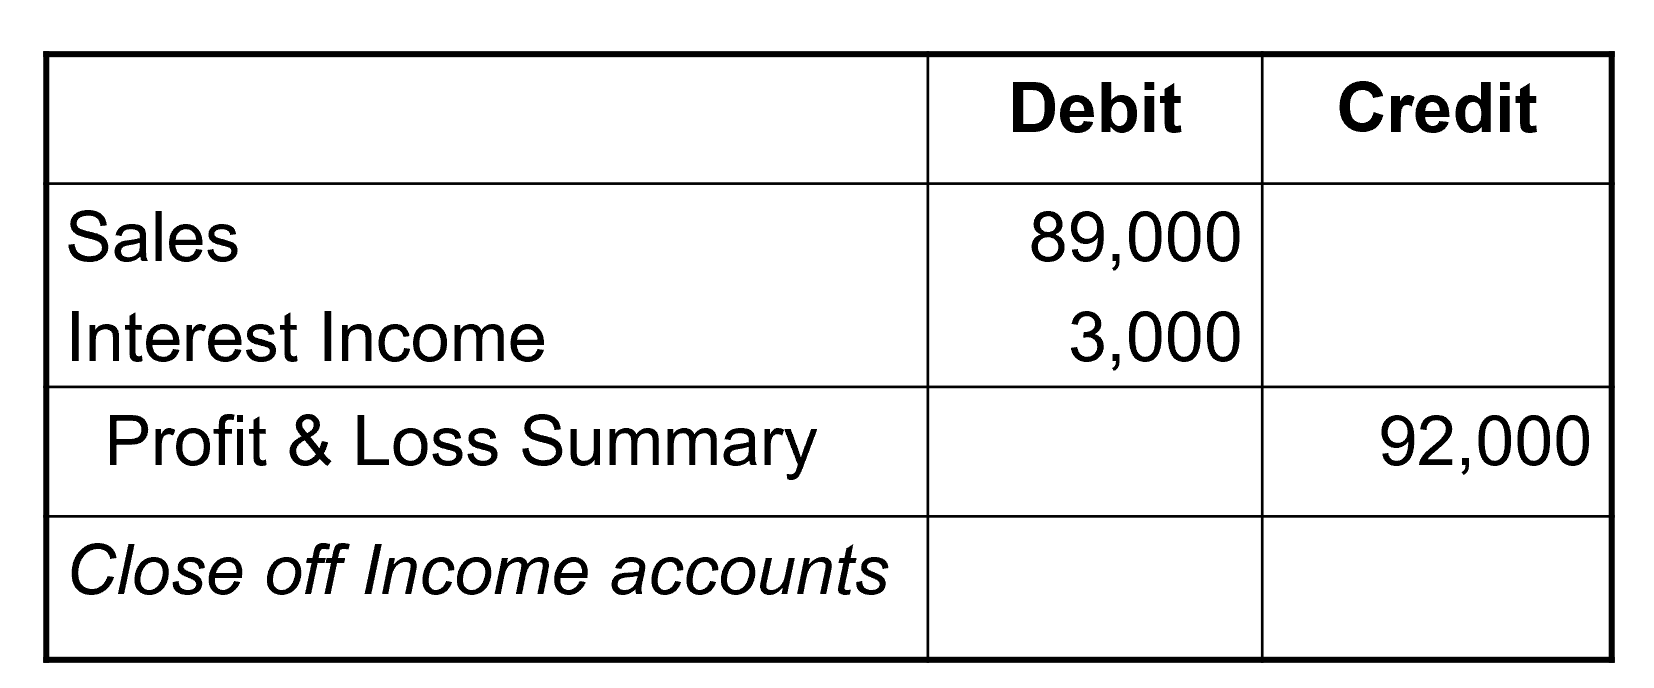 Debit Credit
Sales 89,000
Interest Income 3,000
Profit & Loss Summary 92,000
Close off Income accounts